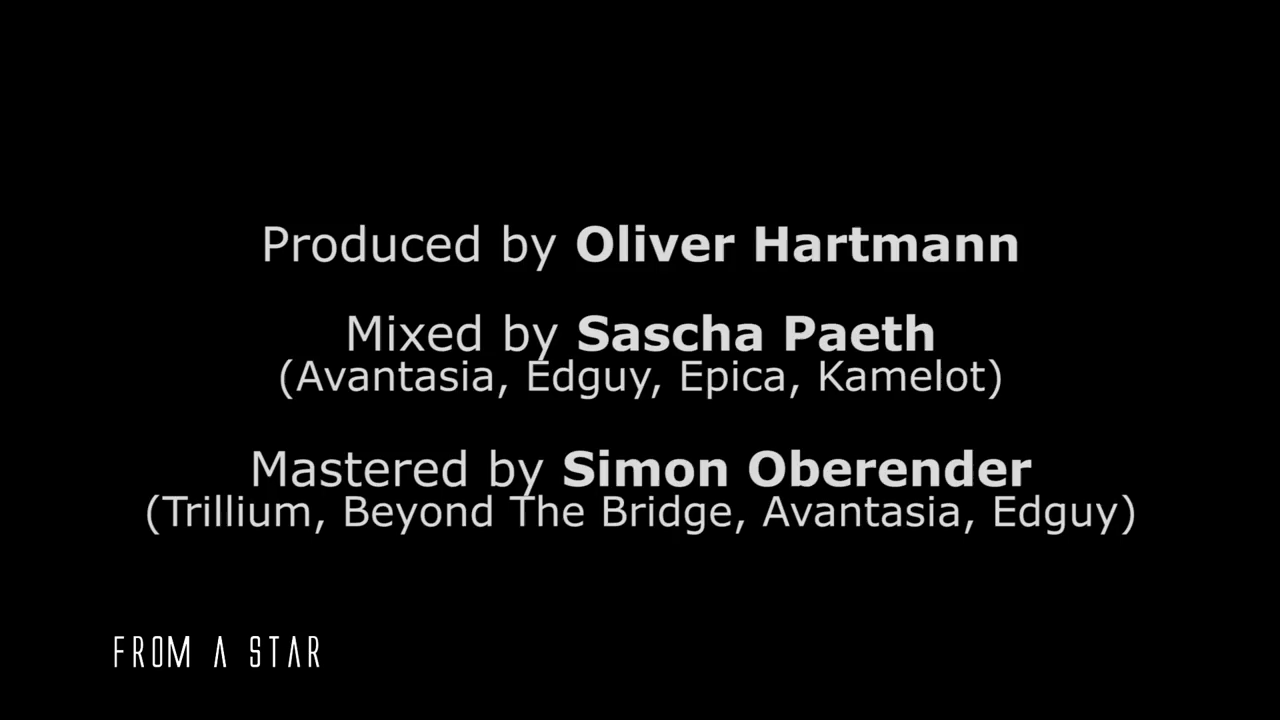 Produced by Oliver Hartmann
Mixed by Sascha Paeth
(Avantasia, Edguy, Epica, Kamelot)
Mastered by Simon Oberender
(Trillium, Beyond The Bridge, Avantasia, Edguy)
FROM A STAR